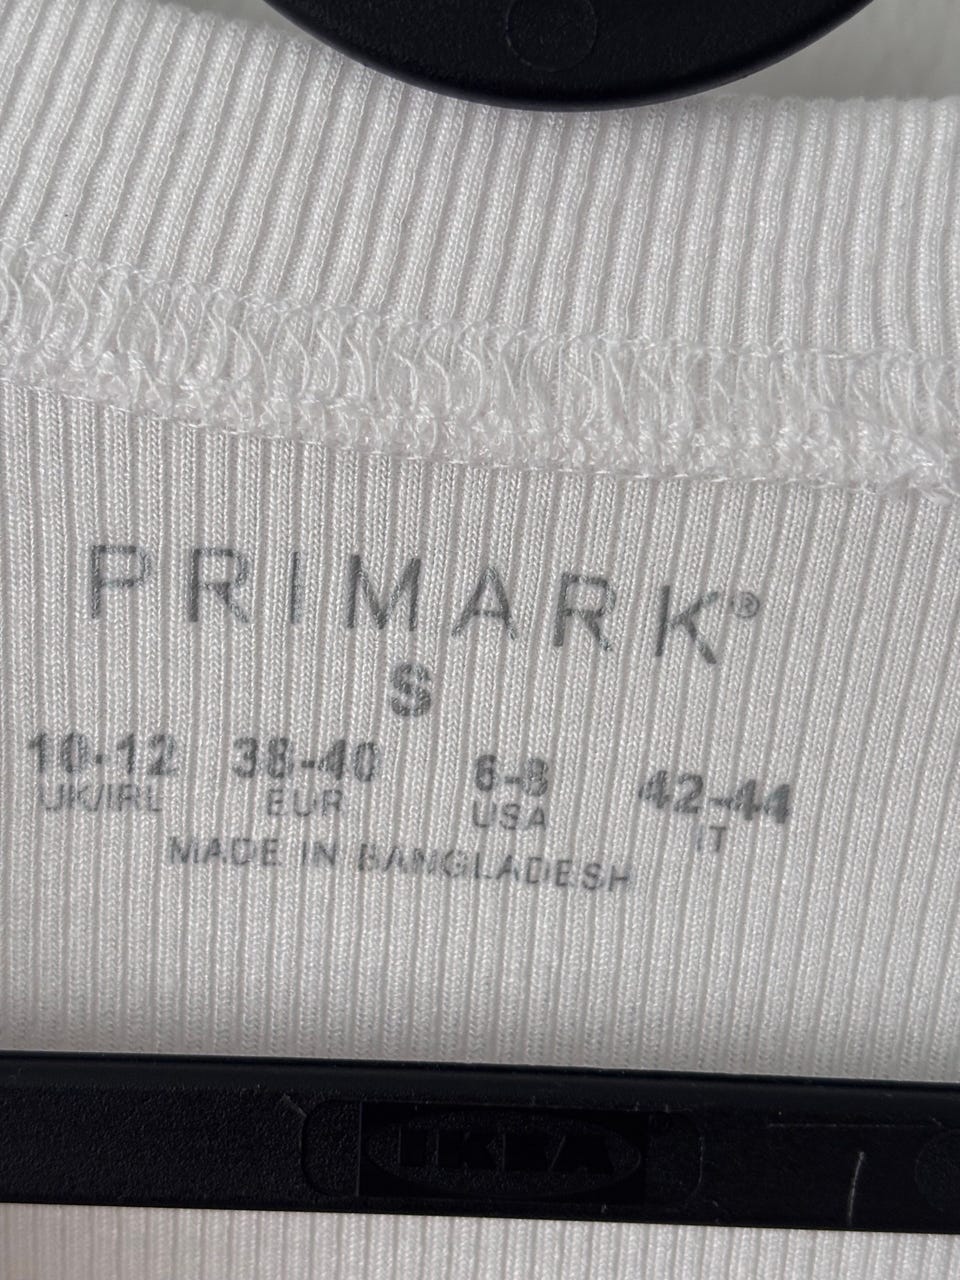 PRIMARK®
S
10-12 38-40 6-8 42-44
UK/IRL EUR USA IT
MADE IN BANGLADESH
IKEA